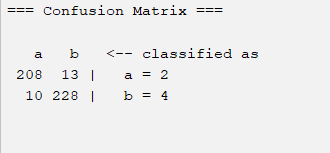 === Confusion Matrix ===
a b <-- classified as
208 13 | a = 2
10 228 | b = 4